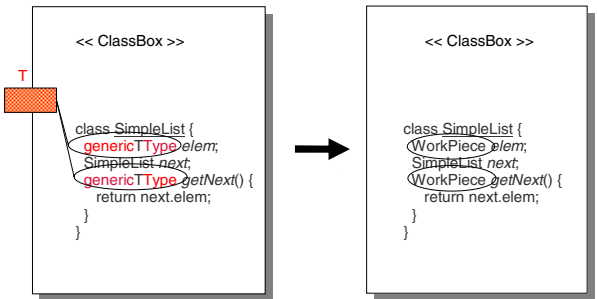 << ClassBox >>
T
class SimpleList {
genericTType elem;
SimpleList next;
genericTType getNext() {
return next.elem;
}
}
<< ClassBox >>
class SimpleList {
WorkPiece elem;
SimpleList next;
WorkPiece getNext() {
return next.elem;
}
}